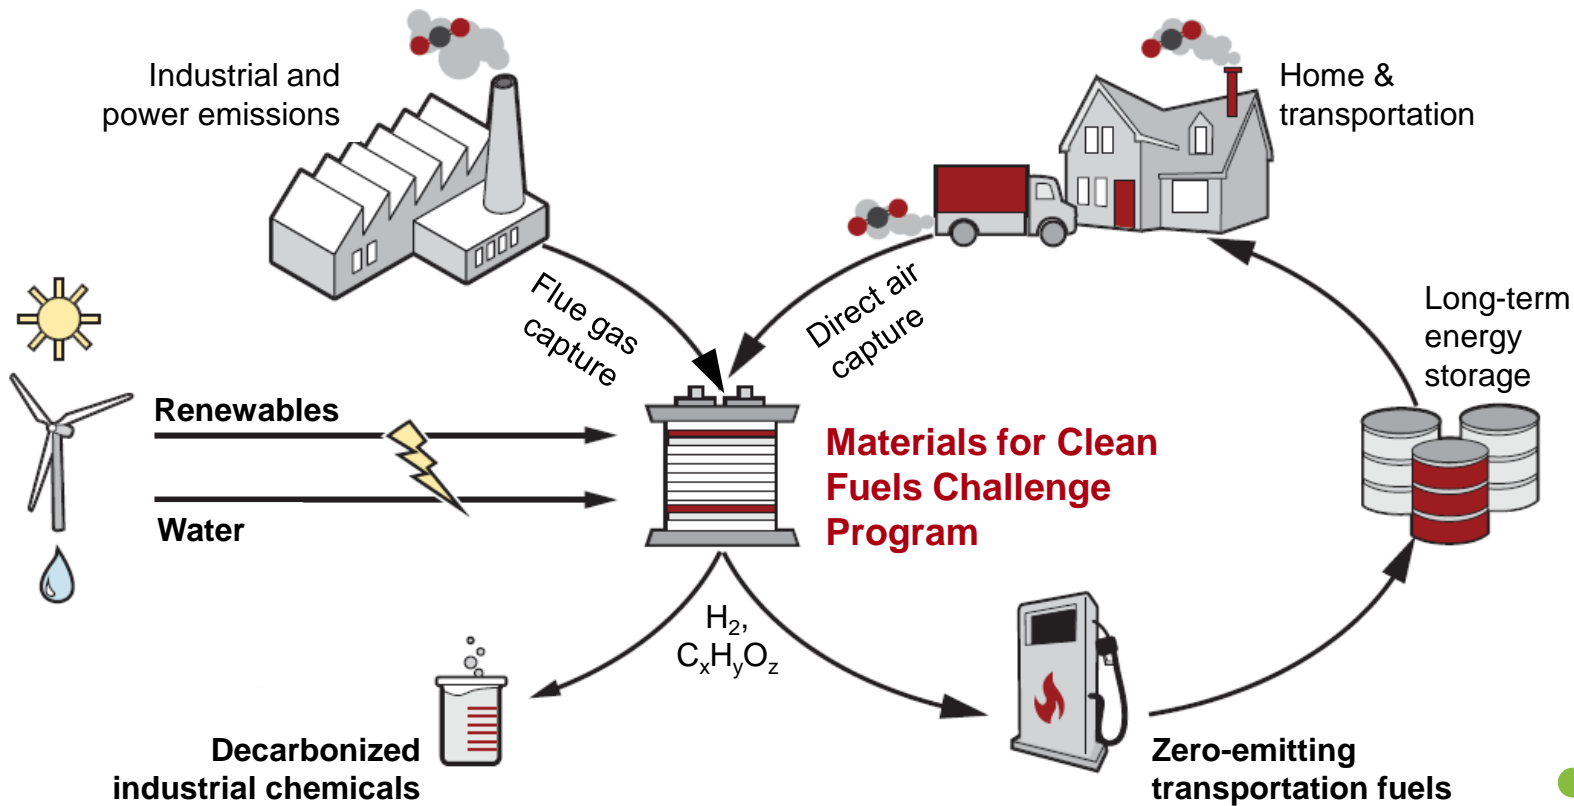 Industrial and
power emissions
Home &
transportation
Flue gas
capture
Direct air
capture
Long-term
energy
storage
Renewables
Water
Materials for Clean
Fuels Challenge
Program
H₂,
CₓHᵧO_z
Decarbonized
industrial chemicals
Zero-emitting
transportation fuels